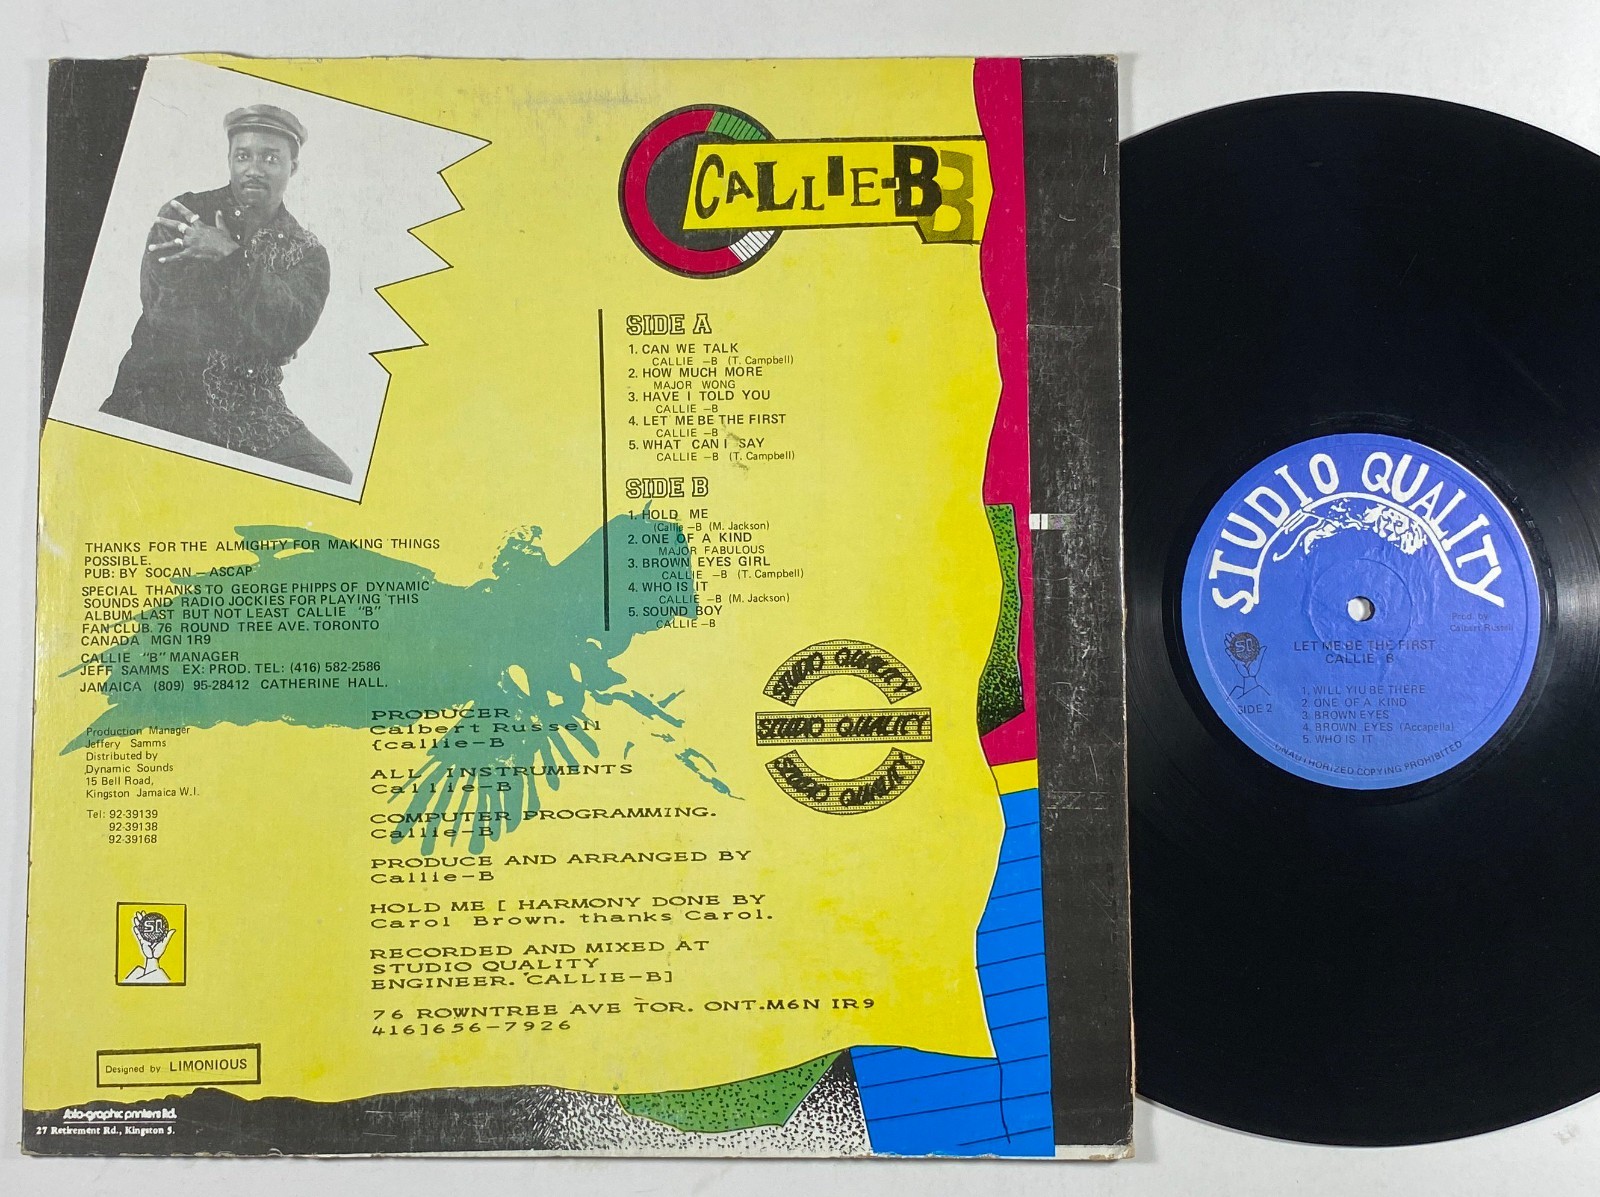 CALLIE-B B
SIDE A
1. CAN WE TALK
CALLIE -B (T. Campbell)
2. HOW MUCH MORE
MAJOR WONG
3. HAVE I TOLD YOU
CALLIE -B
4. LET ME BE THE FIRST
CALLIE -B
5. WHAT CAN I SAY
CALLIE -B (T. Campbell)
SIDE B
1. HOLD ME
(Callie -B (M. Jackson)
2. ONE OF A KIND
MAJOR FABULOUS
3. BROWN EYES GIRL
CALLIE -B (T. Campbell)
4. WHO IS IT
CALLIE -B (M. Jackson)
5. SOUND BOY
CALLIE -B
THANKS FOR THE ALMIGHTY FOR MAKING THINGS
POSSIBLE.
PUB: BY SOCAN - ASCAP
SPECIAL THANKS TO GEORGE PHIPPS OF DYNAMIC
SOUNDS AND RADIO JOCKIES FOR PLAYING THIS
ALBUM, LAST BUT NOT LEAST CALLIE "B"
FAN CLUB. 76 ROUND TREE AVE. TORONTO
CANADA MGN 1R9
CALLIE "B" MANAGER
JEFF SAMMS EX: PROD. TEL: (416) 582-2586
JAMAICA (809) 95-28412 CATHERINE HALL.
Production Manager
Jeffery Samms
Distributed by
Dynamic Sounds
15 Bell Road,
Kingston Jamaica W.I.
Tel: 92-39139
92-39138
92-39168
PRODUCER
Calbert Russell
{callie-B
ALL INSTRUMENTS
Callie-B
COMPUTER PROGRAMMING.
Callie-B
PRODUCE AND ARRANGED BY
Callie-B
HOLD ME [ HARMONY DONE BY
Carol Brown. thanks Carol.
RECORDED AND MIXED AT
STUDIO QUALITY
ENGINEER. CALLIE-B]
76 ROWNTREE AVE TOR. ONT.M6N IR9
416]656-7926
STUDIO QUALITY
STUDIO QUALITY
STUDIO QUALITY
SQ
Designed by LIMONIOUS
solo-graphic printers ltd.
27 Retirement Rd., Kingston 5.
STUDIO QUALITY
Prod. by
Calbert Russell
SQ
LET ME BE THE FIRST
CALLIE B
SIDE 2
1. WILL YIU BE THERE
2. ONE OF A KIND
3. BROWN EYES
4. BROWN EYES (Accapella)
5. WHO IS IT
UNAUTHORIZED COPYING PROHIBITED